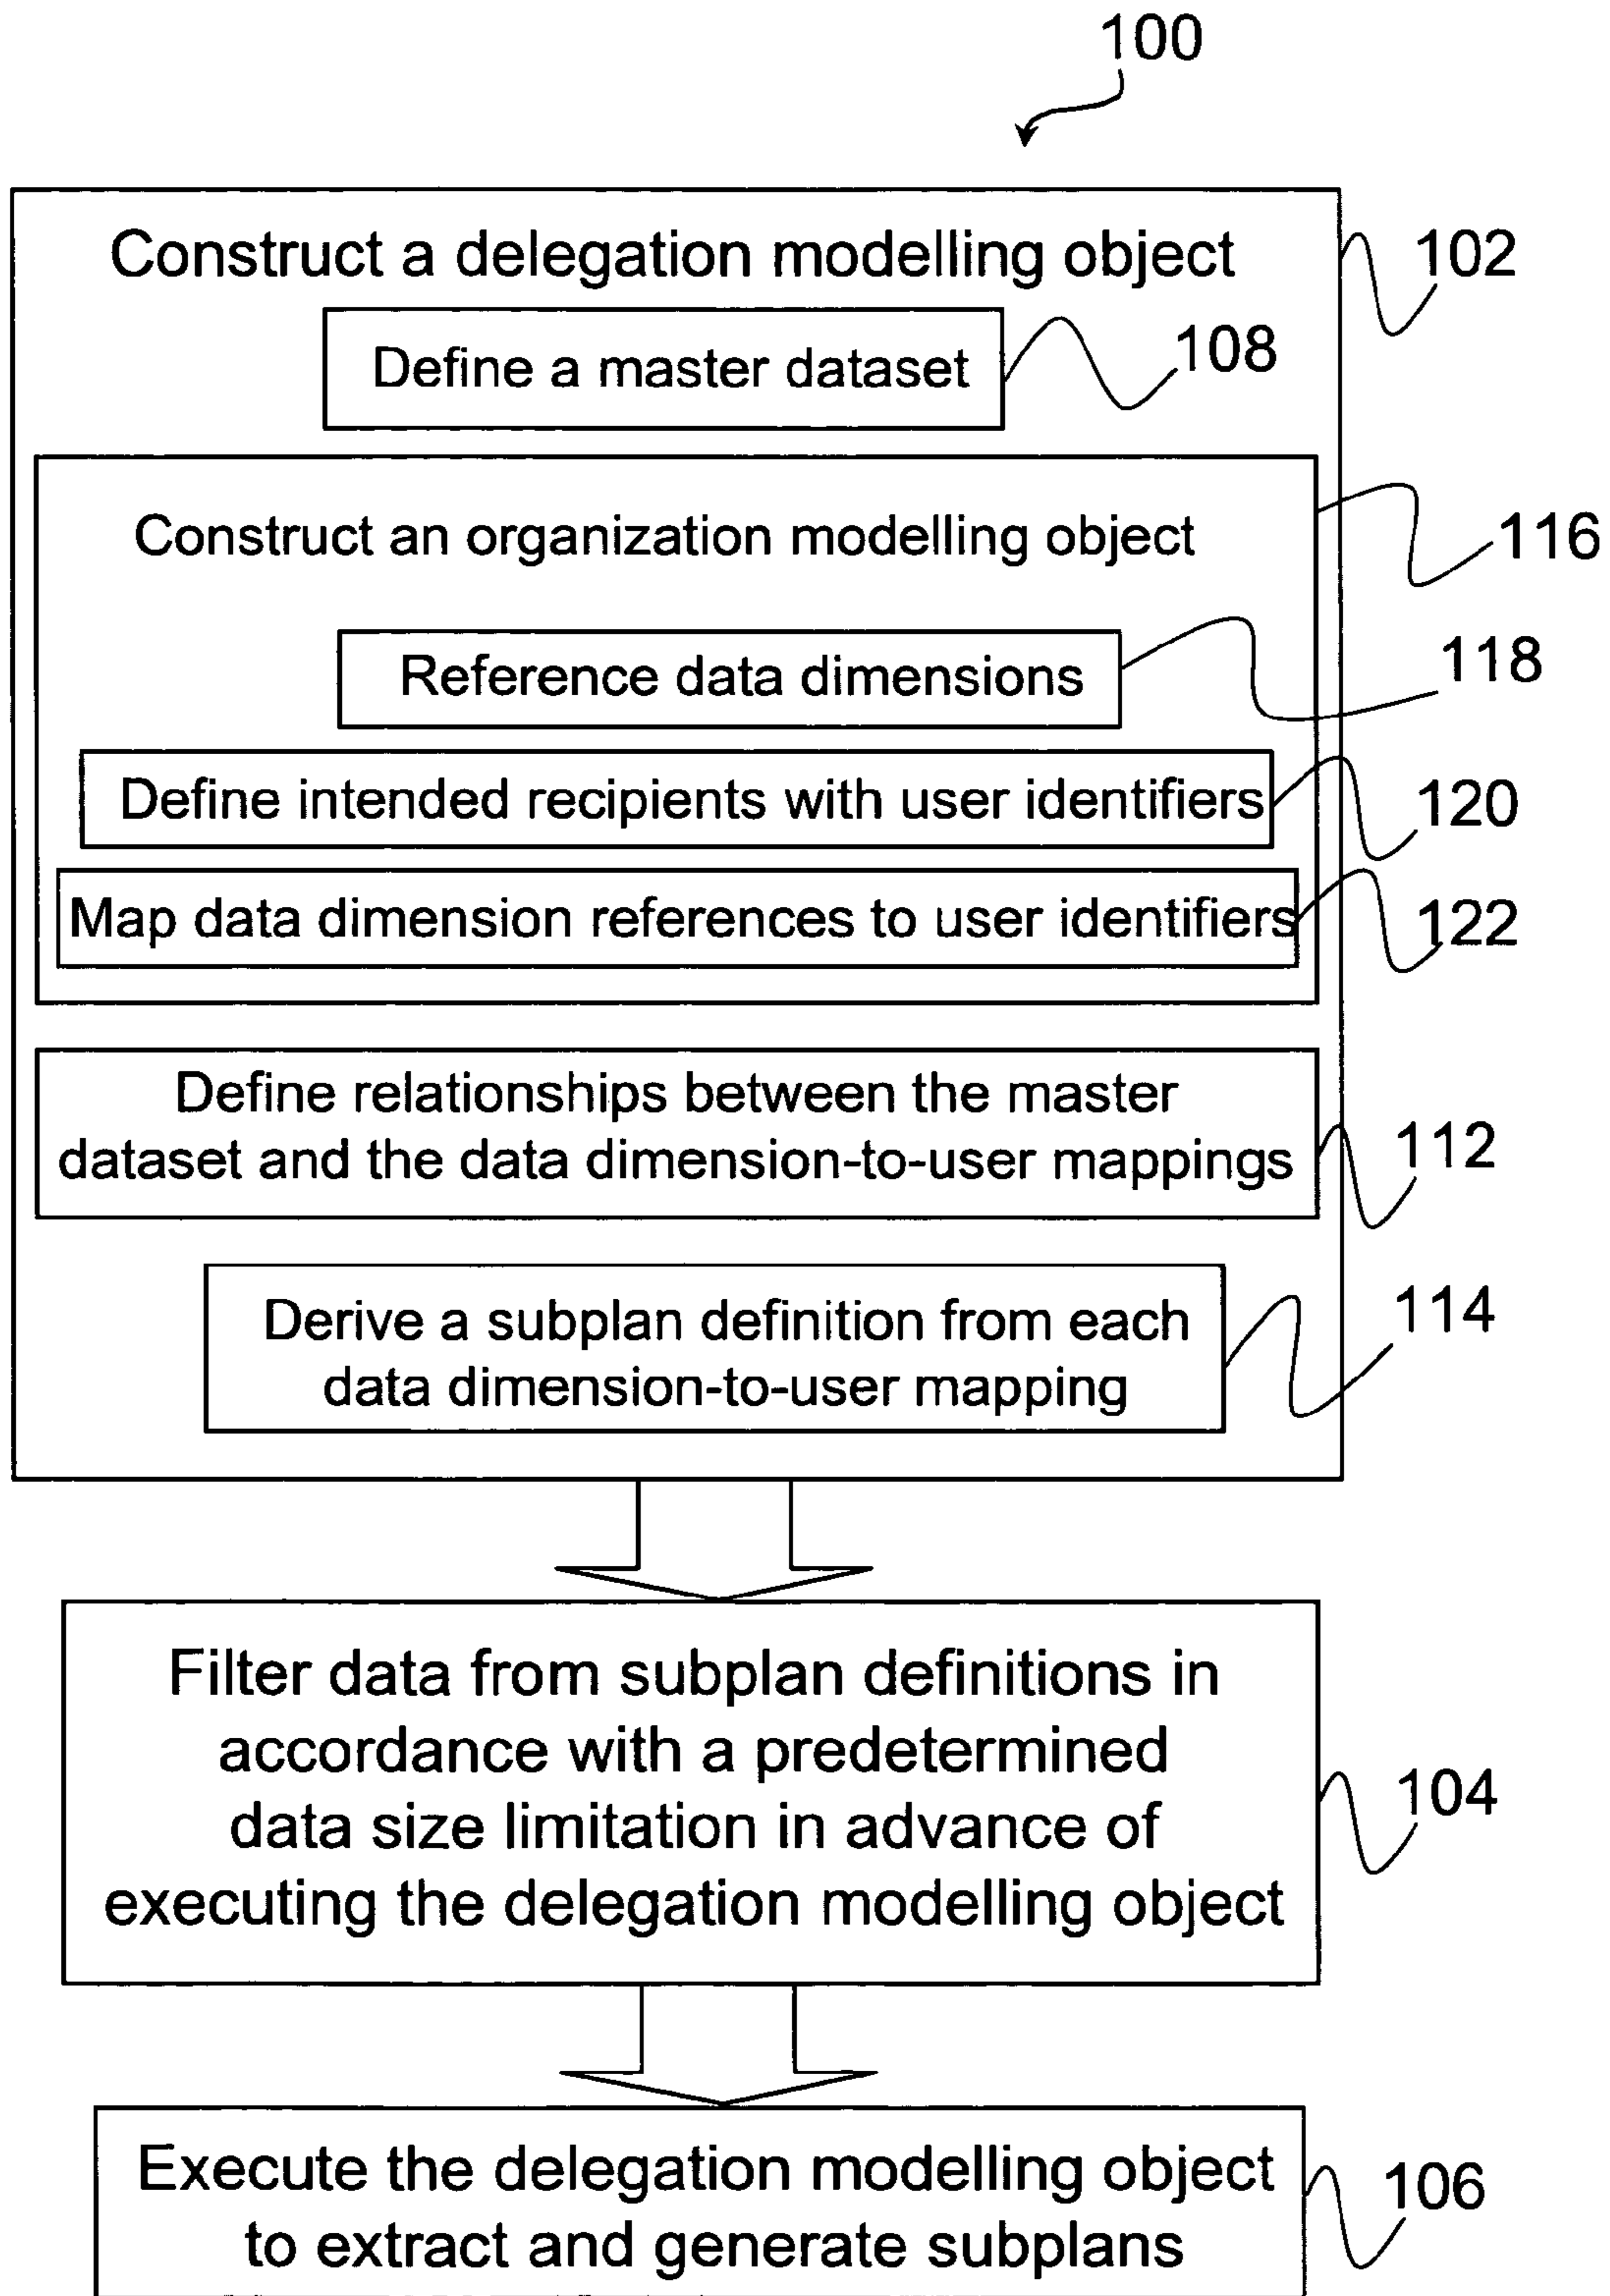 100
Construct a delegation modelling object
102
Define a master dataset
108
Construct an organization modelling object
116
Reference data dimensions
118
Define intended recipients with user identifiers
120
Map data dimension references to user identifiers
122
Define relationships between the master
dataset and the data dimension-to-user mappings
112
Derive a subplan definition from each
data dimension-to-user mapping
114
Filter data from subplan definitions in
accordance with a predetermined
data size limitation in advance of
executing the delegation modelling object
104
Execute the delegation modelling object
to extract and generate subplans
106